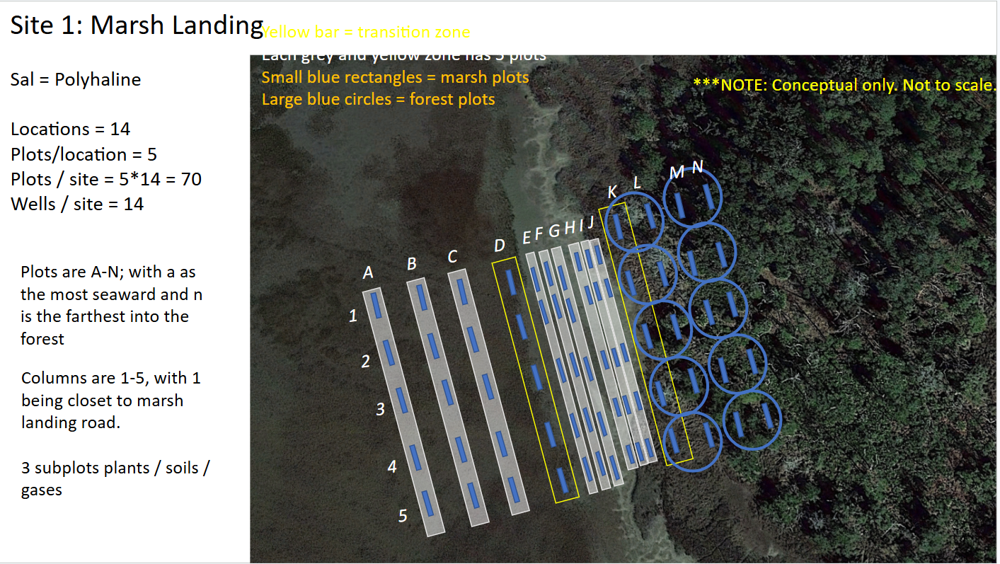 Site 1: Marsh Landing
Yellow bar = transition zone
Each grey and yellow zone has 5 plots
Small blue rectangles = marsh plots
Large blue circles = forest plots
***NOTE: Conceptual only. Not to scale.
Sal = Polyhaline
Locations = 14
Plots/location = 5
Plots / site = 5*14 = 70
Wells / site = 14
Plots are A-N; with a as
the most seaward and n
is the farthest into the
forest
Columns are 1-5, with 1
being closet to marsh
landing road.
3 subplots plants / soils /
gases
A B C D E F G H I J K L M N
1
2
3
4
5